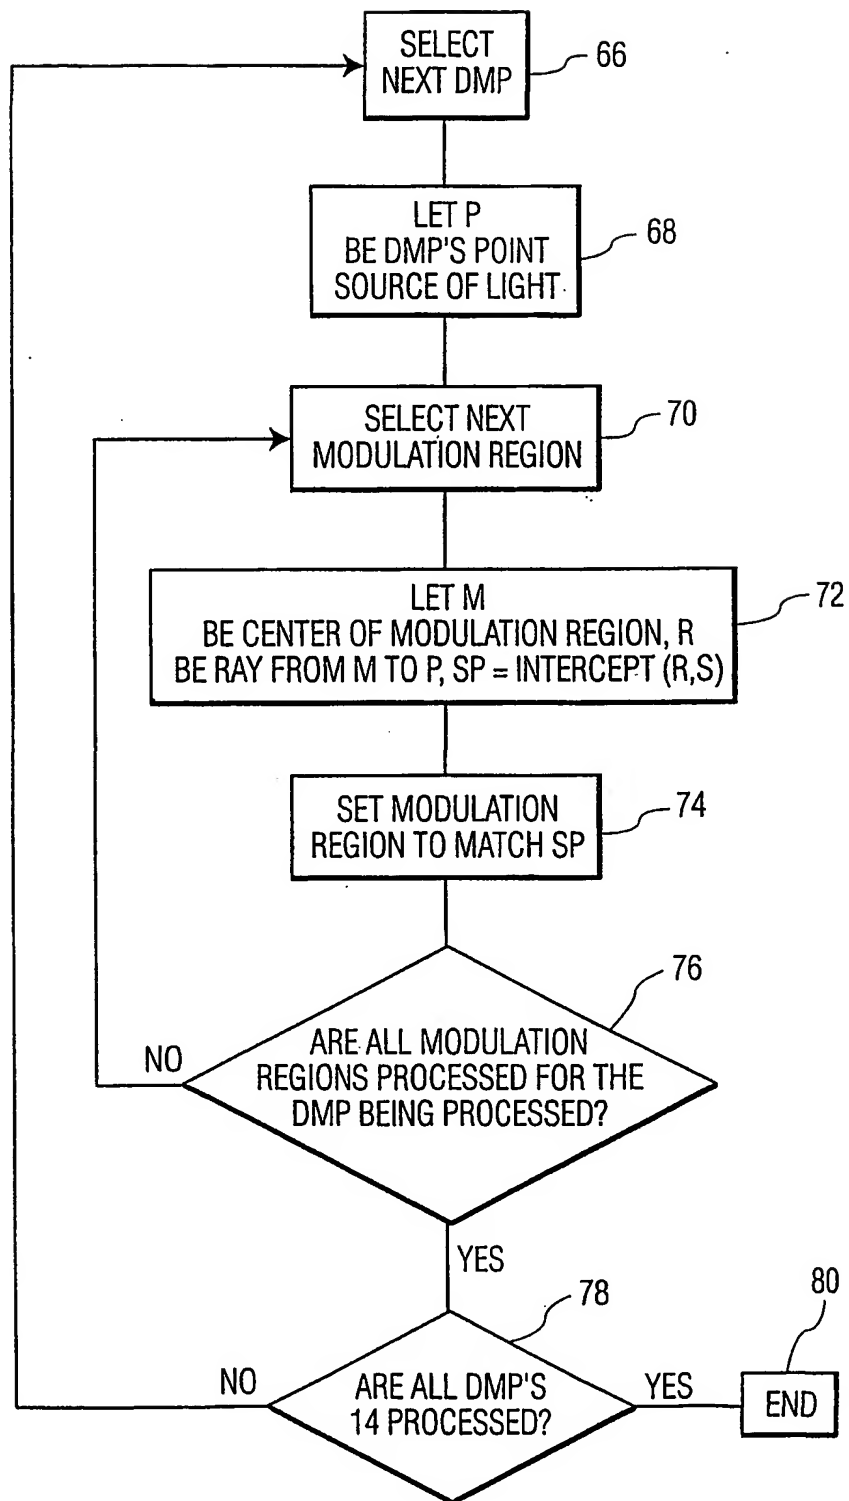 SELECT
NEXT DMP
66
LET P
BE DMP'S POINT
SOURCE OF LIGHT
68
SELECT NEXT
MODULATION REGION
70
LET M
BE CENTER OF MODULATION REGION, R
BE RAY FROM M TO P, SP = INTERCEPT (R,S)
72
SET MODULATION
REGION TO MATCH SP
74
ARE ALL MODULATION
REGIONS PROCESSED FOR THE
DMP BEING PROCESSED?
76
NO
YES
ARE ALL DMP'S
14 PROCESSED?
78
NO
YES
END
80